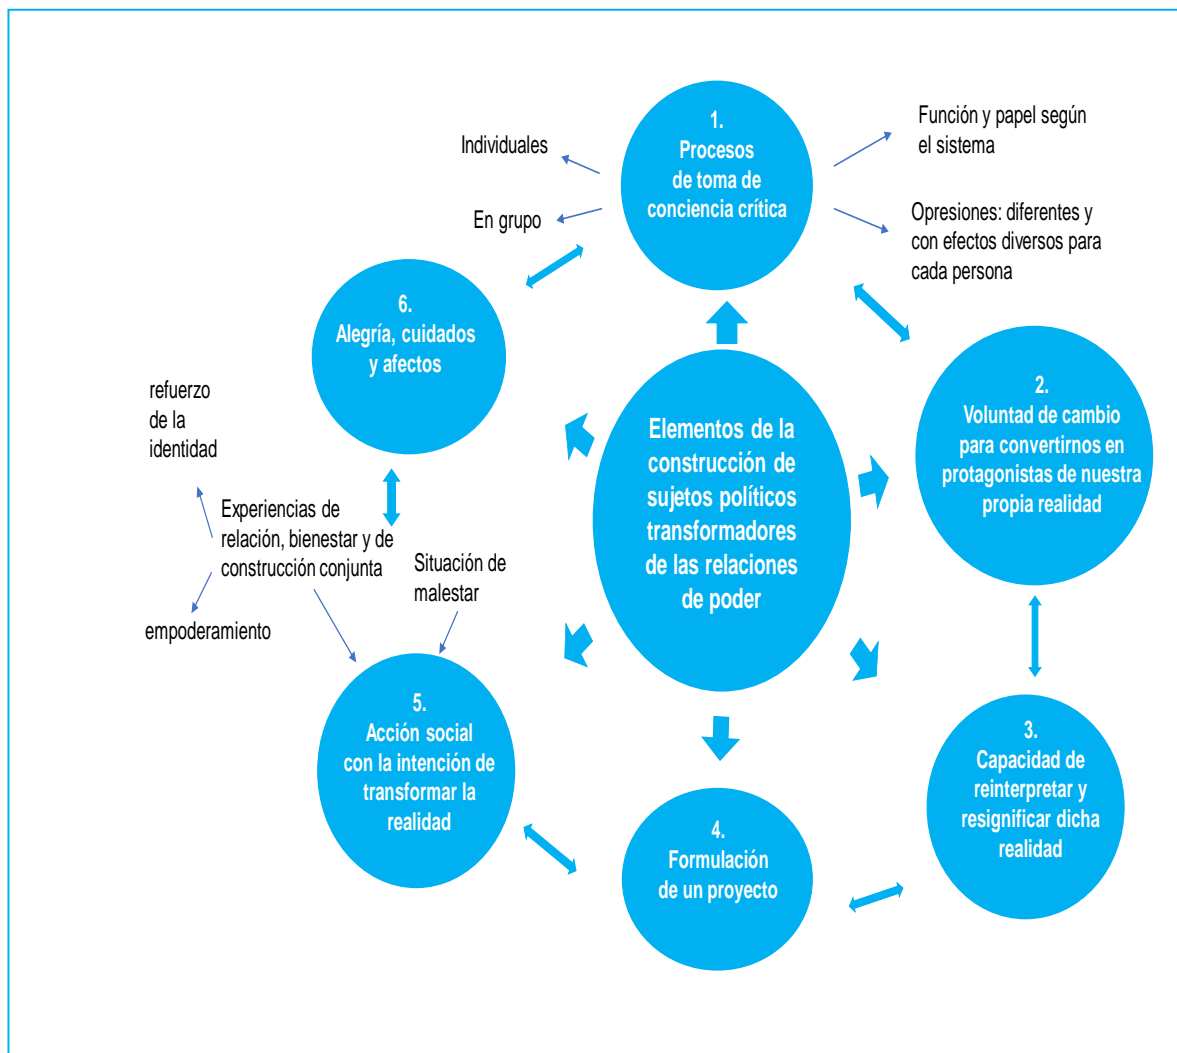 1.
Procesos
de toma de
conciencia crítica
Individuales
En grupo
Función y papel según
el sistema
Opresiones: diferentes y
con efectos diversos para
cada persona
6.
Alegría, cuidados
y afectos
2.
Voluntad de cambio
para convertirnos en
protagonistas de nuestra
propia realidad
Elementos de la
construcción de
sujetos políticos
transformadores
de las relaciones
de poder
refuerzo
de la
identidad
Experiencias de
relación, bienestar y de
construcción conjunta
Situación de
malestar
empoderamiento
5.
Acción social
con la intención de
transformar la
realidad
3.
Capacidad de
reinterpretar y
resignificar dicha
realidad
4.
Formulación
de un proyecto